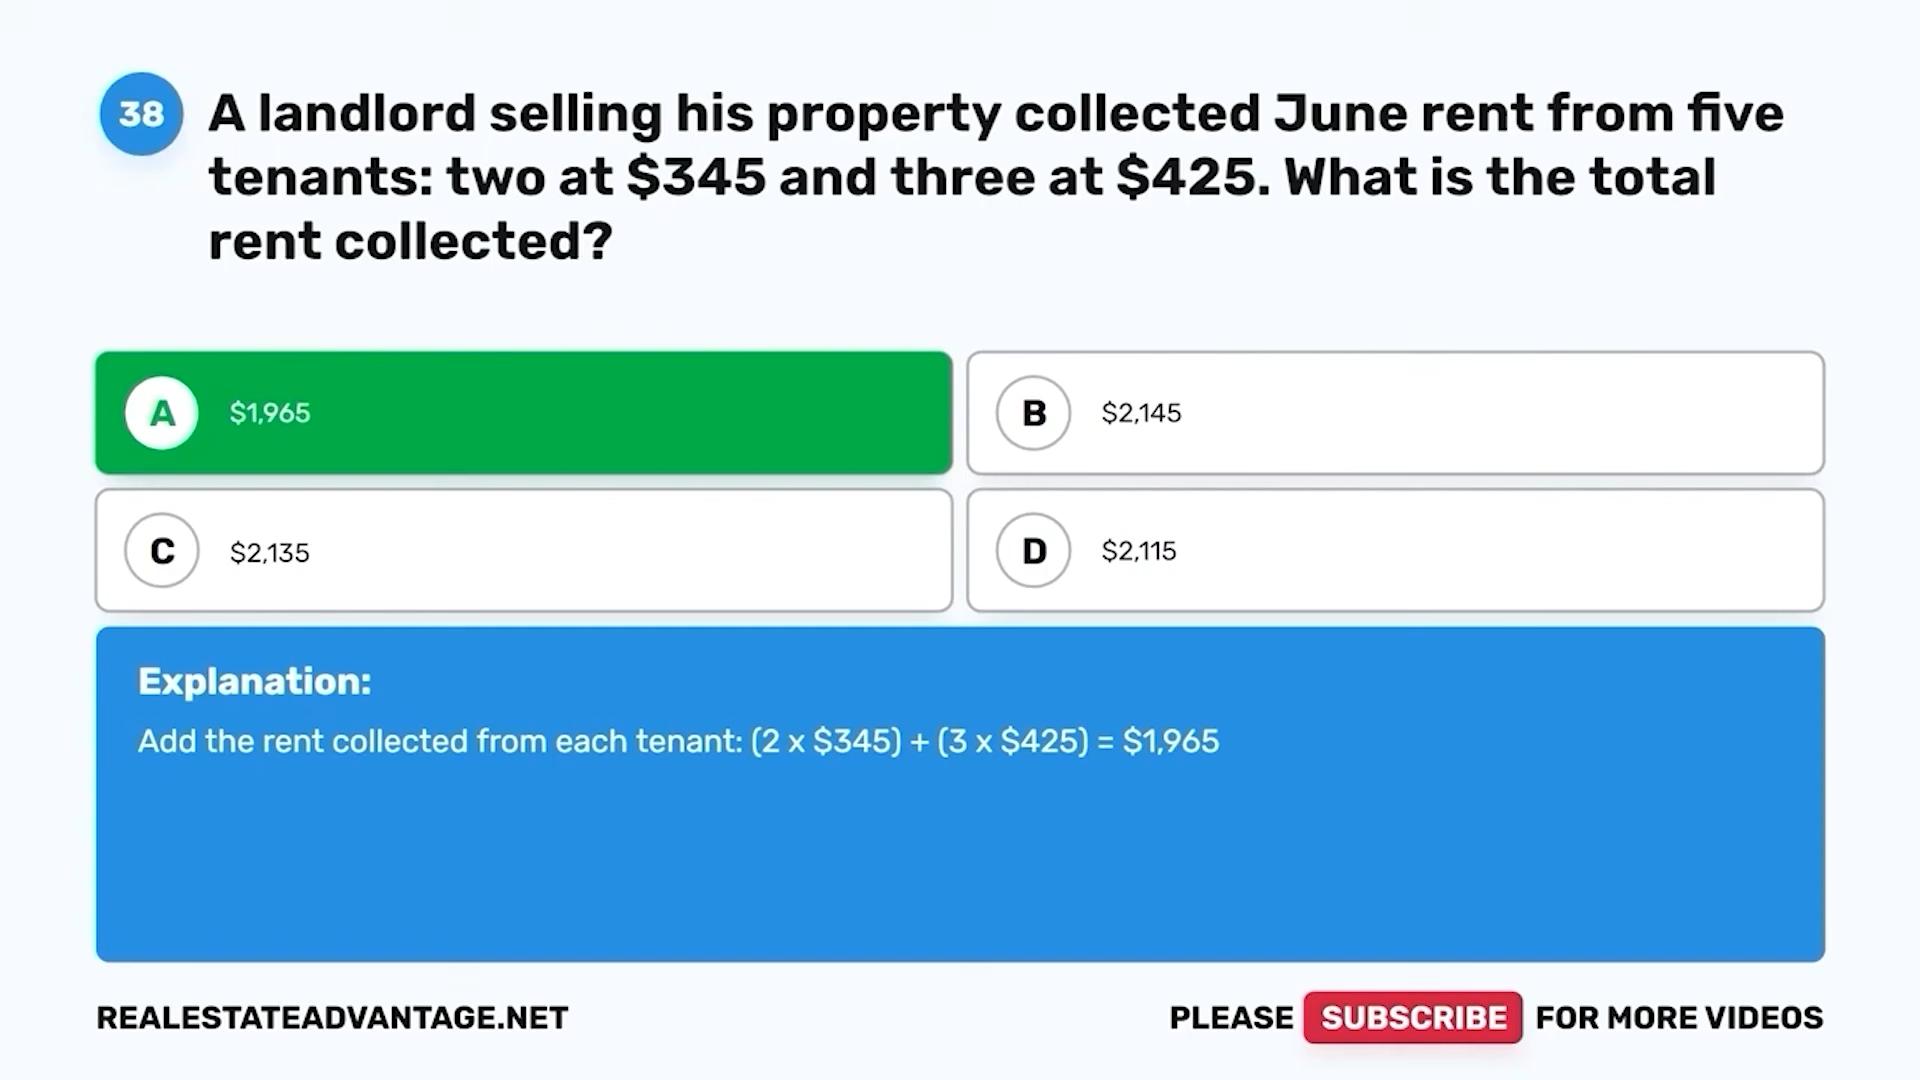 38
A landlord selling his property collected June rent from five
tenants: two at $345 and three at $425. What is the total
rent collected?
A $1,965
B $2,145
C $2,135
D $2,115
Explanation:
Add the rent collected from each tenant: (2 x $345) + (3 x $425) = $1,965
REALESTATEADVANTAGE.NET
PLEASE SUBSCRIBE FOR MORE VIDEOS